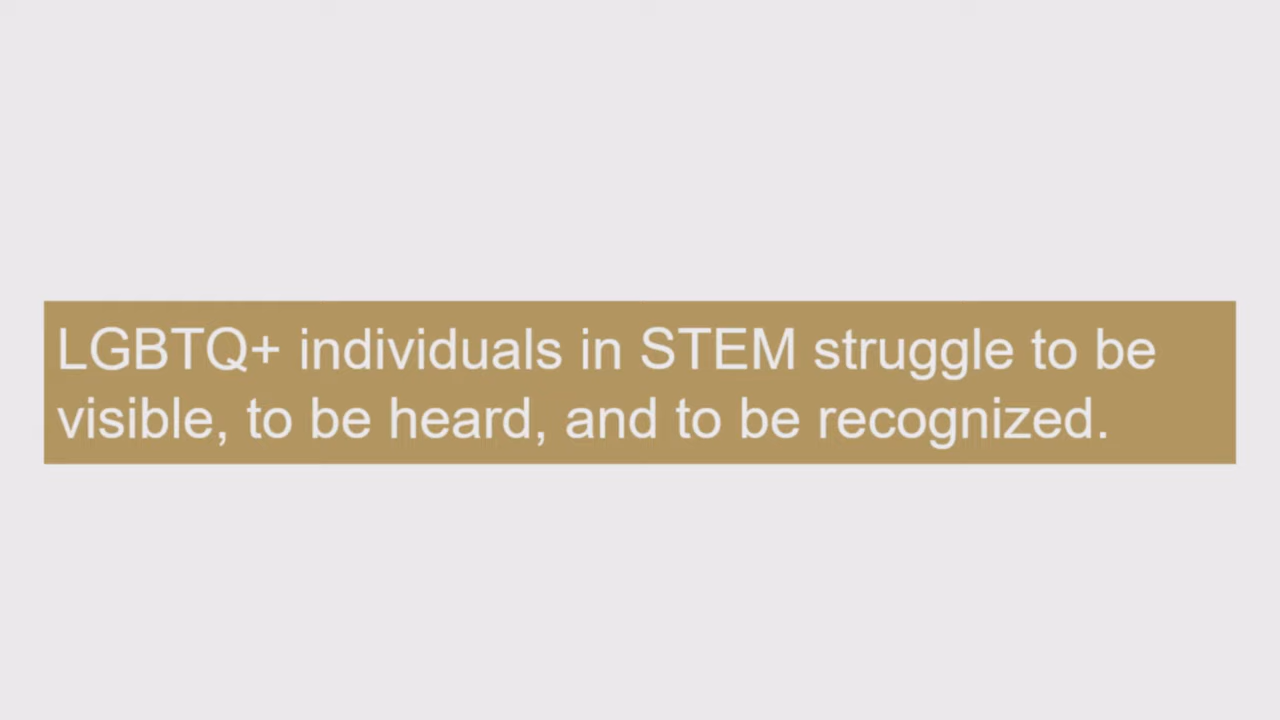 LGBTQ+ individuals in STEM struggle to be
visible, to be heard, and to be recognized.